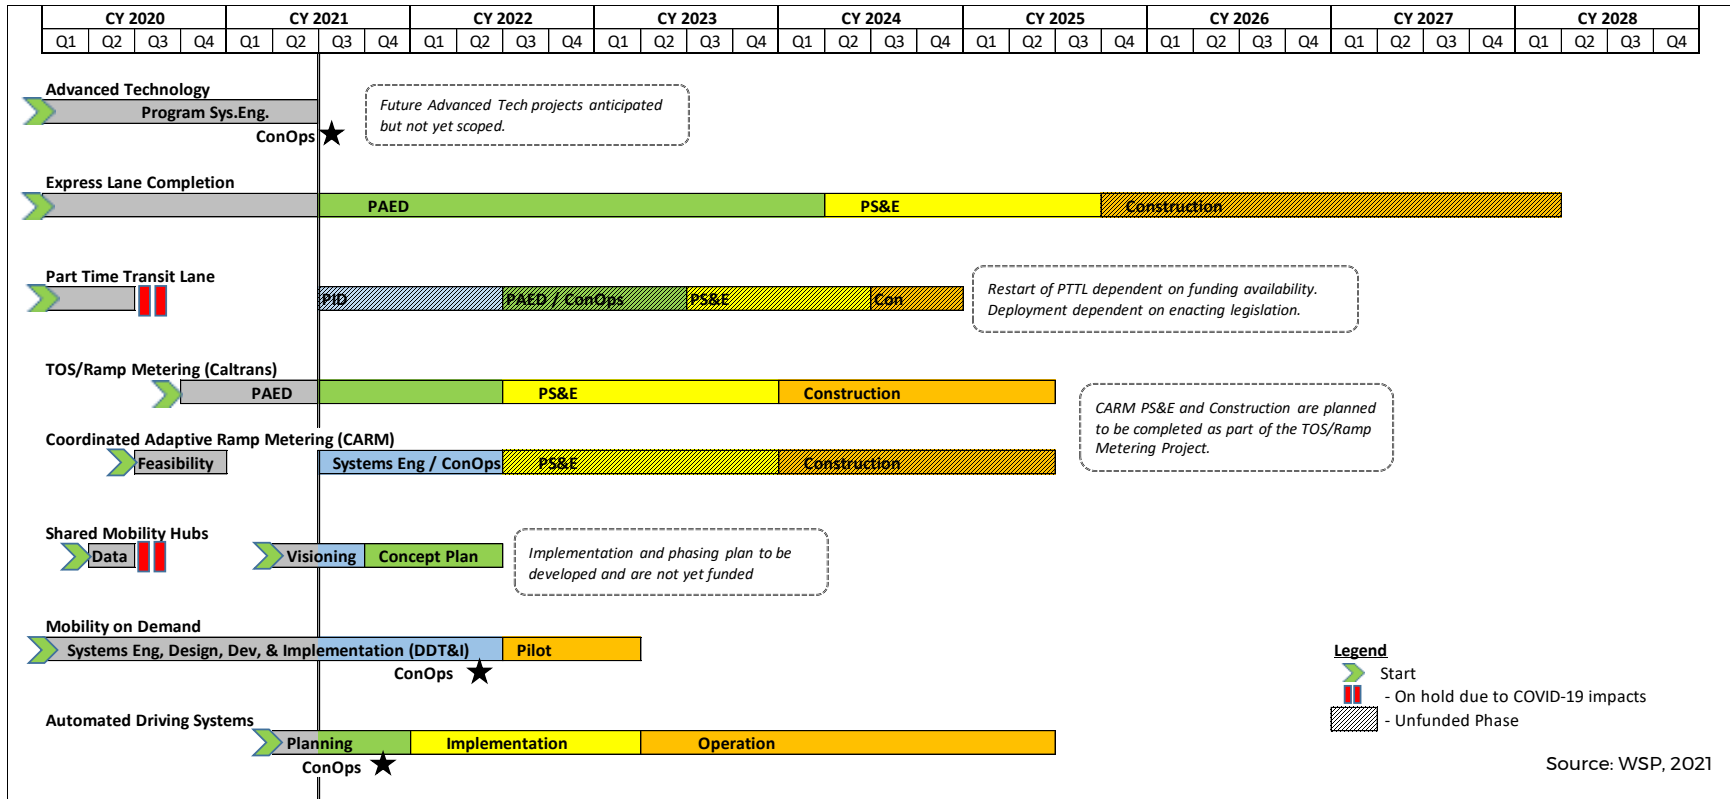 CY 2020 CY 2021 CY 2022 CY 2023 CY 2024 CY 2025 CY 2026 CY 2027 CY 2028
Q1 Q2 Q3 Q4 Q1 Q2 Q3 Q4 Q1 Q2 Q3 Q4 Q1 Q2 Q3 Q4 Q1 Q2 Q3 Q4 Q1 Q2 Q3 Q4 Q1 Q2 Q3 Q4 Q1 Q2 Q3 Q4 Q1 Q2 Q3 Q4
Advanced Technology
Program Sys.Eng.
ConOps
Future Advanced Tech projects anticipated
but not yet scoped.
Express Lane Completion
PAED PS&E Construction
Part Time Transit Lane
PID PAED / ConOps PS&E Con
Restart of PTTL dependent on funding availability.
Deployment dependent on enacting legislation.
TOS/Ramp Metering (Caltrans)
PAED PS&E Construction
Coordinated Adaptive Ramp Metering (CARM)
Feasibility Systems Eng / ConOps PS&E Construction
CARM PS&E and Construction are planned
to be completed as part of the TOS/Ramp
Metering Project.
Shared Mobility Hubs
Data Visioning Concept Plan
Implementation and phasing plan to be
developed and are not yet funded
Mobility on Demand
Systems Eng, Design, Dev, & Implementation (DDT&I) Pilot
ConOps
Automated Driving Systems
Planning Implementation Operation
ConOps
Legend
Start
- On hold due to COVID-19 impacts
- Unfunded Phase
Source: WSP, 2021